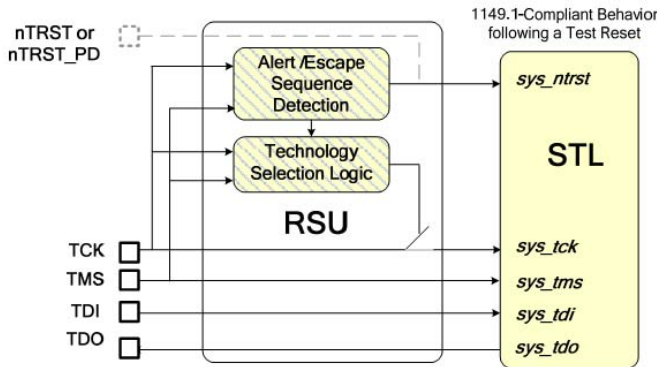 1149.1-Compliant Behavior
following a Test Reset
nTRST or
nTRST_PD
Alert /Escape
Sequence
Detection
sys_ntrst
STL
Technology
Selection Logic
RSU
TCK
sys_tck
TMS
sys_tms
TDI
sys_tdi
TDO
sys_tdo